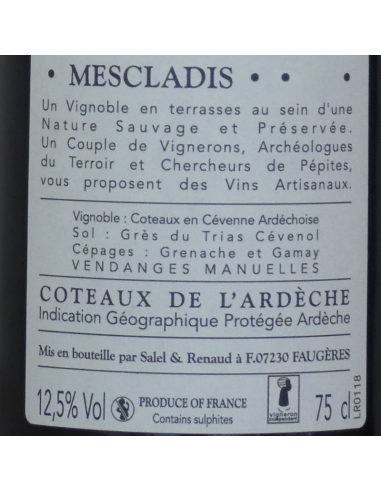 • MESCLADIS • • •
Un Vignoble en terrasses au sein d'une
Nature Sauvage et Préservée.
Un Couple de Vignerons, Archéologues
du Terroir et Chercheurs de Pépites,
vous proposent des Vins Artisanaux.
Vignoble : Coteaux en Cévenne Ardéchoise
Sol : Grès du Trias Cévenol
Cépages : Grenache et Gamay
VENDANGES MANUELLES
COTEAUX DE L'ARDÈCHE
Indication Géographique Protégée Ardèche
Mis en bouteille par Salel & Renaud à F.07230 FAUGÈRES
12,5% Vol
PRODUCE OF FRANCE
Contains sulphites
vigneron
indépendant
75 cl
LR0118